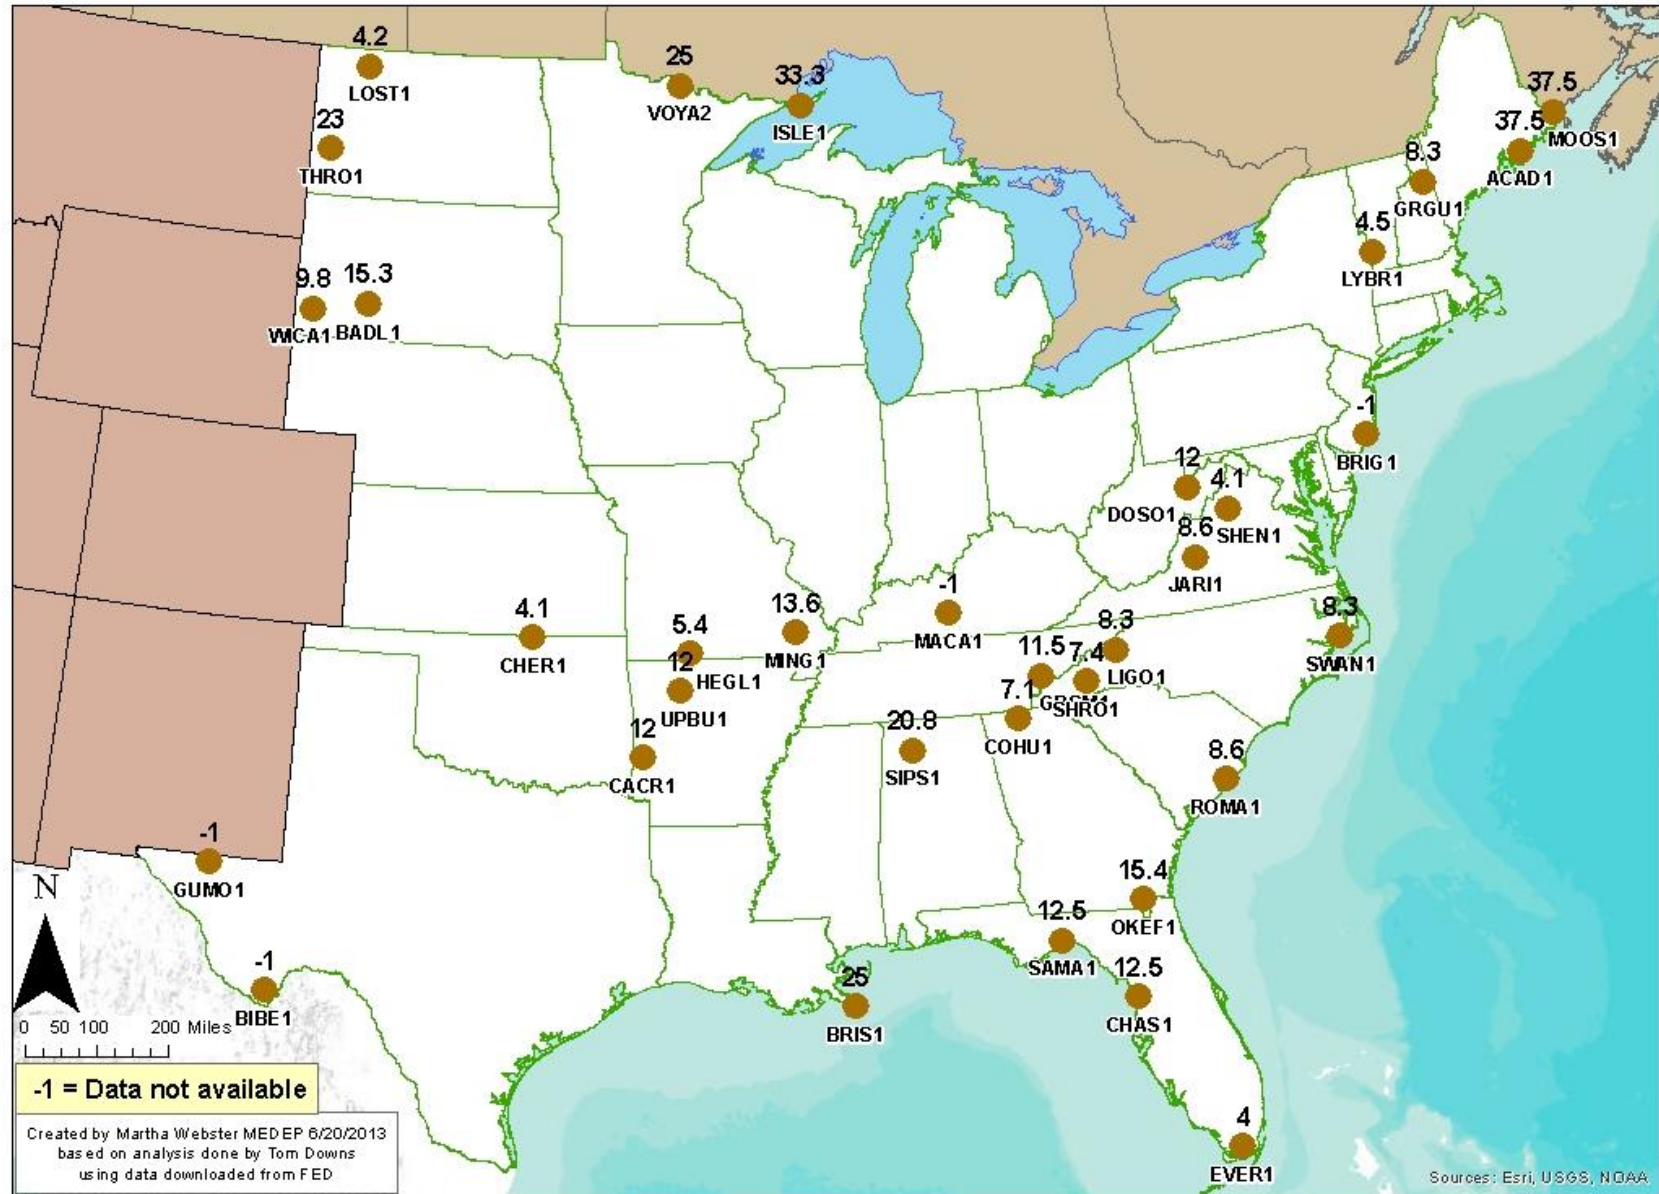 4.2
LOST1
25
VOYA2
33.3
ISLE1
37.5
MOOS1
37.5
ACAD1
23
THRO1
8.3
GRGU1
4.5
LYBR1
9.8
WICA1
15.3
BADL1
-1
BRIG1
12
DOSO1
4.1
SHEN1
8.6
JARI1
-1
MACA1
4.1
CHER1
5.4
HEGL1
13.6
MING1
8.3
LIGO1
8.3
SWAN1
11.5
7.4
SHRO1
12
UPBU1
7.1
COHU1
12
CACR1
20.8
SIPS1
8.6
ROMA1
-1
GUMO1
15.4
OKEF1
12.5
SAMA1
12.5
CHAS1
-1
BIBE1
25
BRIS1
4
EVER1
N
0 50 100 200 Miles
-1 = Data not available
Created by Martha Webster MEDEP 6/20/2013
based on analysis done by Tom Downs
using data downloaded from FED
Sources: Esri, USGS, NOAA